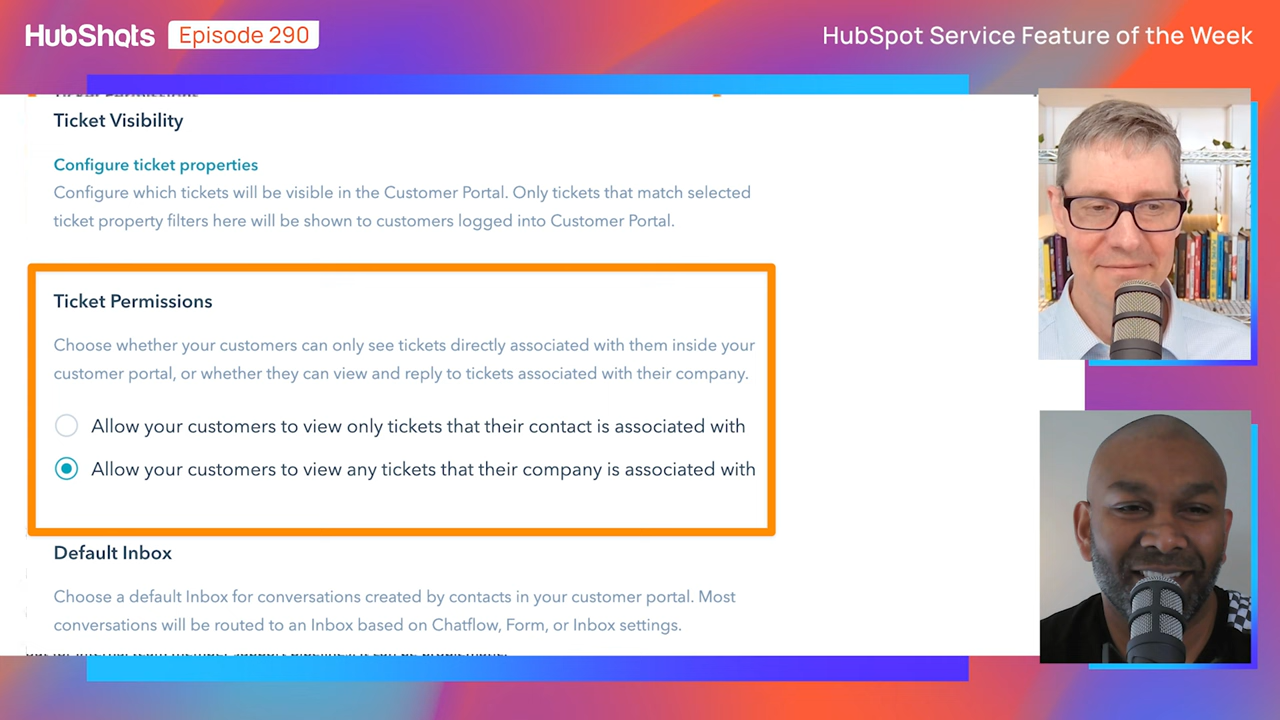 HubShots Episode 290
HubSpot Service Feature of the Week
Ticket Visibility
Configure ticket properties
Configure which tickets will be visible in the Customer Portal. Only tickets that match selected
ticket property filters here will be shown to customers logged into Customer Portal.
Ticket Permissions
Choose whether your customers can only see tickets directly associated with them inside your
customer portal, or whether they can view and reply to tickets associated with their company.
Allow your customers to view only tickets that their contact is associated with
Allow your customers to view any tickets that their company is associated with
Default Inbox
Choose a default Inbox for conversations created by contacts in your customer portal. Most
conversations will be routed to an Inbox based on Chatflow, Form, or Inbox settings.